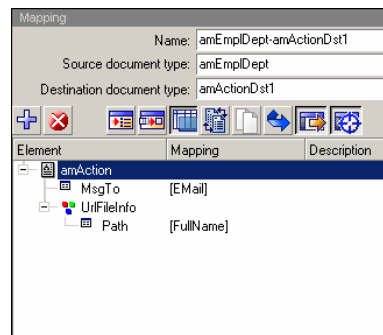 Mapping
Name: amEmplDept-amActionDst1
Source document type: amEmplDept
Destination document type: amActionDst1
Element Mapping Description
amAction
MsgTo [EMail]
UrlFileInfo
Path [FullName]